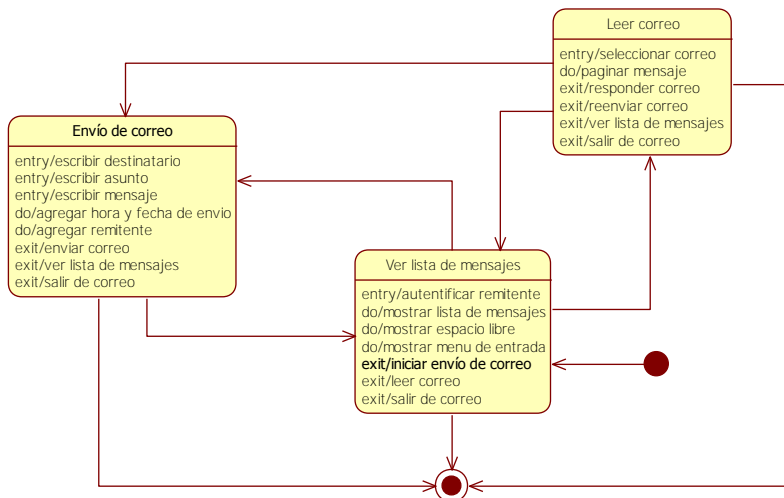 Leer correo
entry/seleccionar correo
do/paginar mensaje
exit/responder correo
exit/reenviar correo
exit/ver lista de mensajes
exit/salir de correo
Envío de correo
entry/escribir destinatario
entry/escribir asunto
entry/escribir mensaje
do/agregar hora y fecha de envio
do/agregar remitente
exit/enviar correo
exit/ver lista de mensajes
exit/salir de correo
Ver lista de mensajes
entry/autentificar remitente
do/mostrar lista de mensajes
do/mostrar espacio libre
do/mostrar menu de entrada
exit/iniciar envío de correo
exit/leer correo
exit/salir de correo